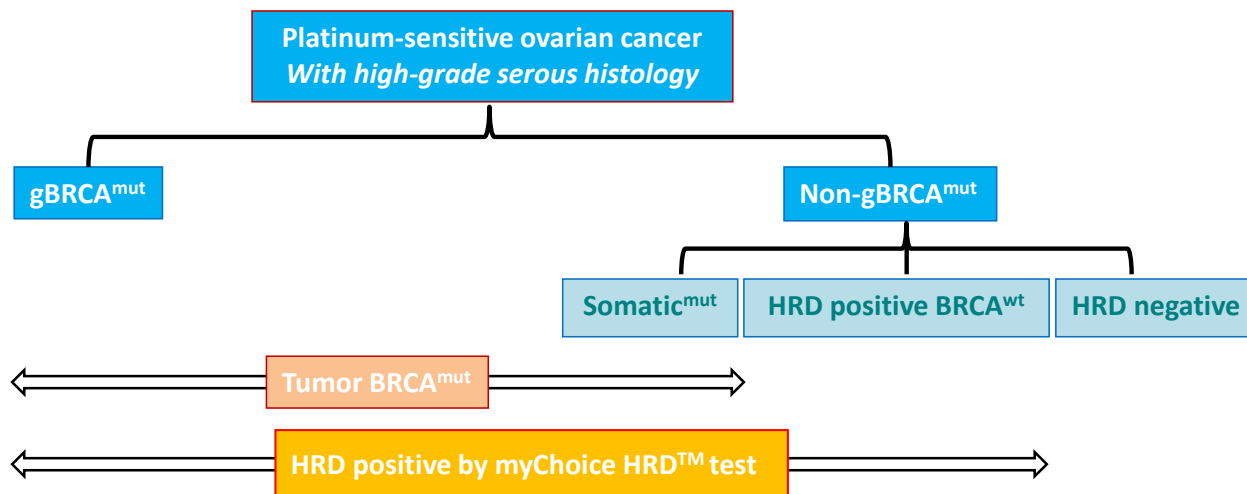 Platinum-sensitive ovarian cancer
With high-grade serous histology
gBRCAmut
Non-gBRCAmut
Somaticmut
HRD positive BRCAwt
HRD negative
Tumor BRCAmut
HRD positive by myChoice HRDTM test